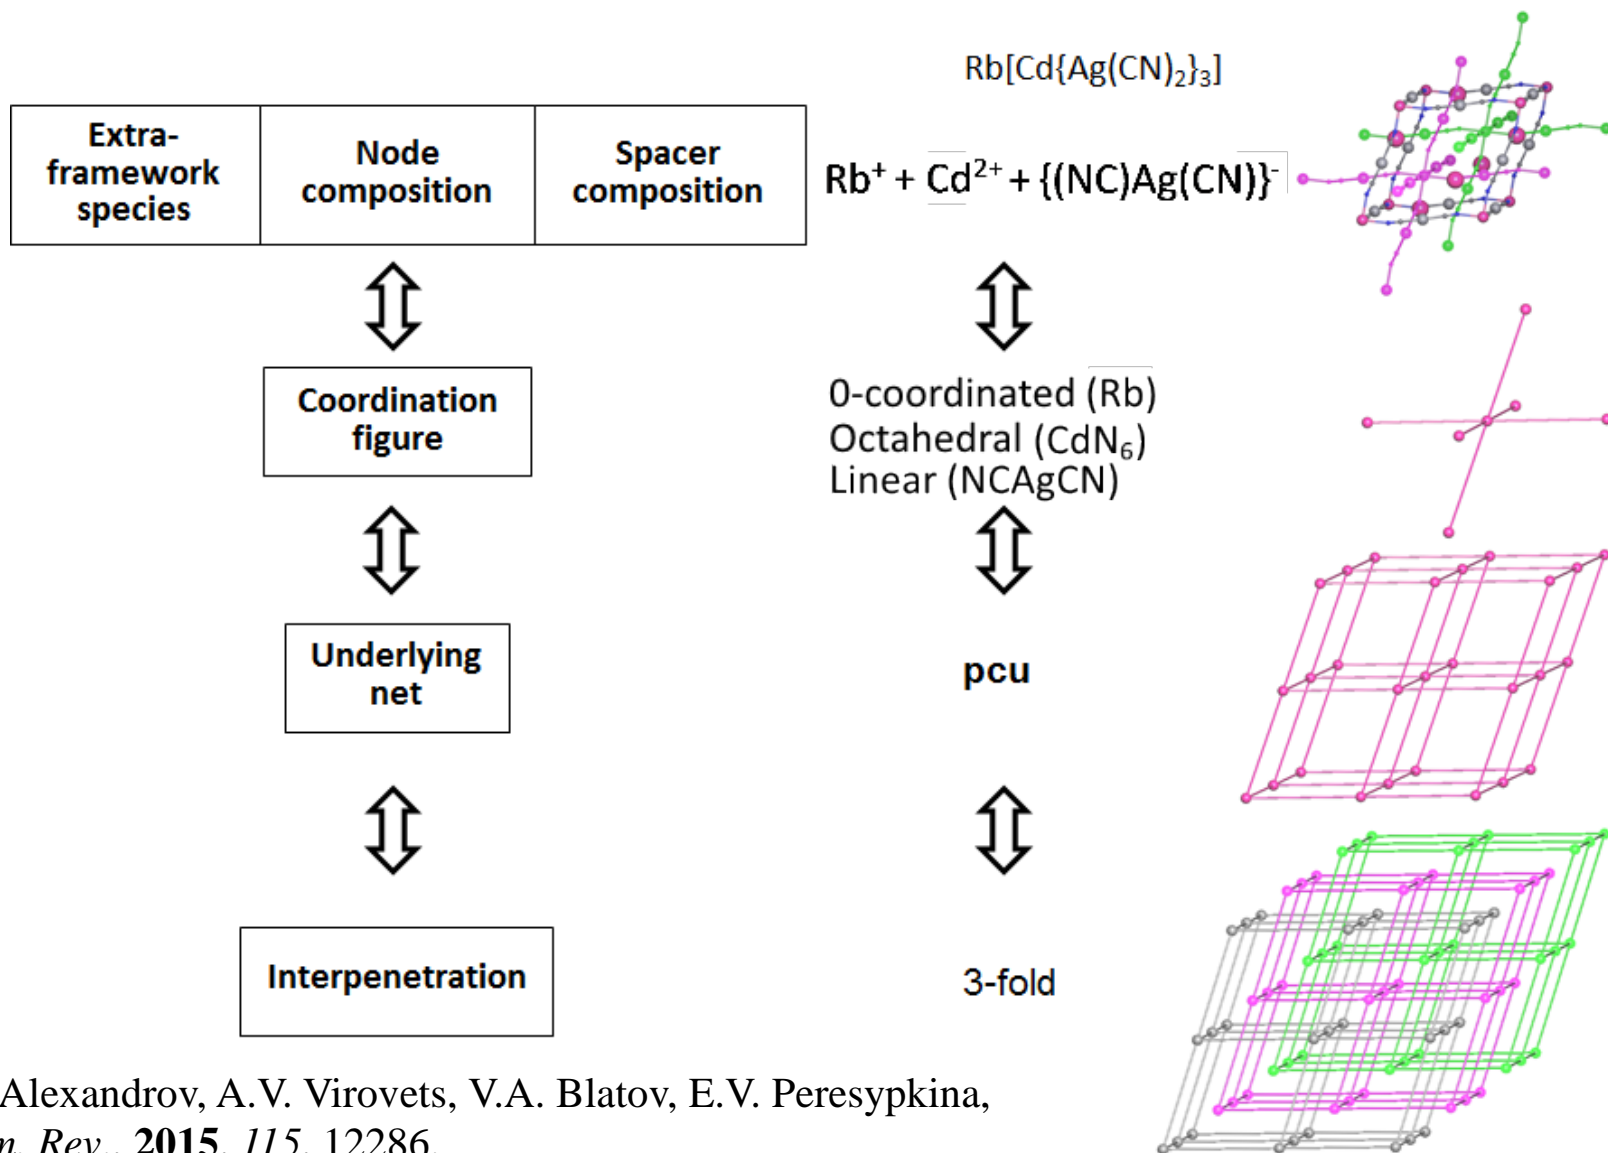 Rb[Cd{Ag(CN)₂}₃]
Extra-
framework
species
Node
composition
Spacer
composition
Rb⁺ + Cd²⁺ + {(NC)Ag(CN)}⁻
Coordination
figure
0-coordinated (Rb)
Octahedral (CdN₆)
Linear (NCAgCN)
Underlying
net
pcu
Interpenetration
3-fold
Alexandrov, A.V. Virovets, V.A. Blatov, E.V. Peresypkina,
Rev., 2015, 115, 12286.